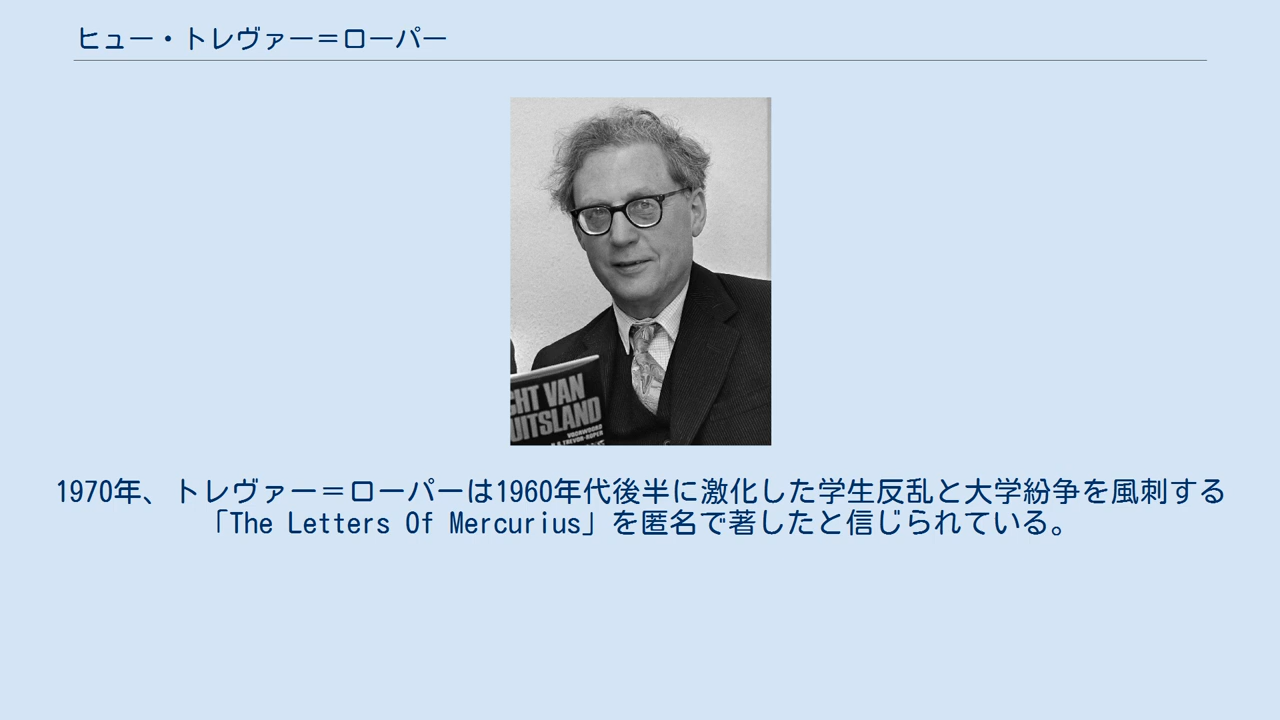 ヒュー・トレヴァー＝ローパー
CHT VAN
UITSLAND
VOORWOORD
TREVOR-ROPER
1970年、トレヴァー＝ローパーは1960年代後半に激化した学生反乱と大学紛争を風刺する
「The Letters Of Mercurius」を匿名で著したと信じられている。